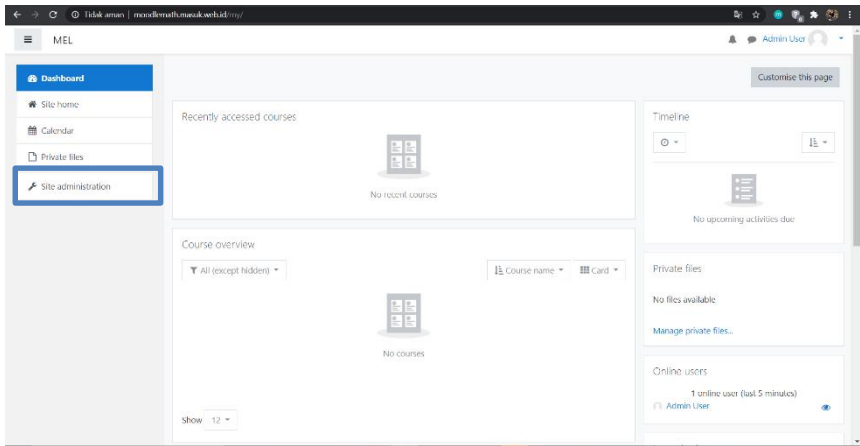 Tidak aman | moodlemath.masuk.web.id/my/
MEL
Admin User
Dashboard
Site home
Calendar
Private files
Site administration
Customise this page
Recently accessed courses
No recent courses
Course overview
All (except hidden)
Course name
Card
No courses
Show 12
Timeline
No upcoming activities due
Private files
No files available
Manage private files...
Online users
1 online user (last 5 minutes)
Admin User